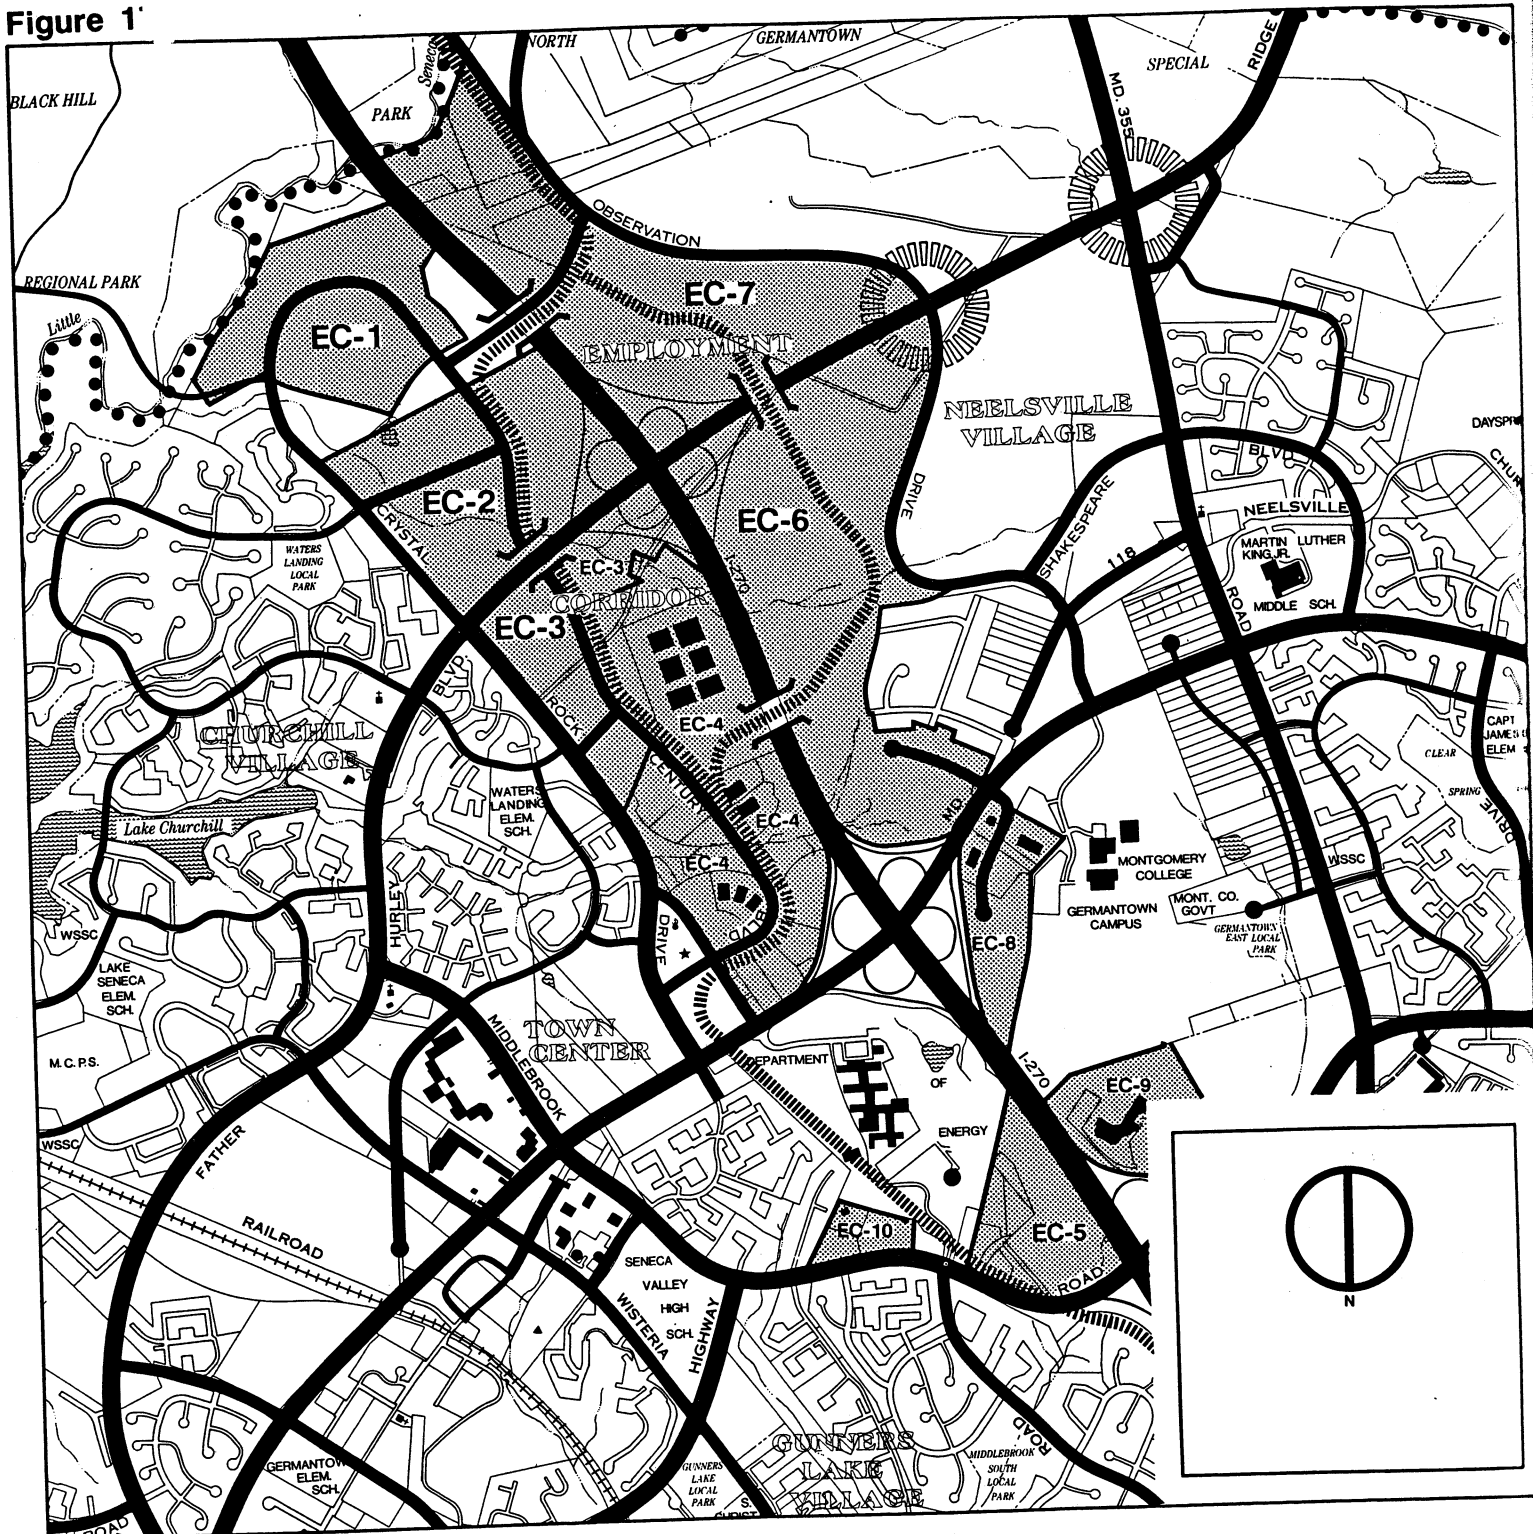 Figure 1
NORTH
GERMANTOWN
SPECIAL
RIDGE
BLACK HILL
PARK
Seneca
MD. 355
REGIONAL PARK
Little
OBSERVATION
EC-7
EC-1
EMPLOYMENT
NEELSVILLE
VILLAGE
BLVD.
EC-2
CRYSTAL
EC-6
DRIVE
SHAKESPEARE
118
NEELSVILLE
MARTIN LUTHER
KING JR.
MIDDLE SCH.
ROAD
WATERS
LANDING
LOCAL
PARK
EC-3
I-270
CORRIDOR
EC-3
BLVD.
ROCK
EC-4
CHURCHILL
VILLAGE
CENTURY
CAPT
JAMES
ELEM
CLEAR
SPRING
DRIVE
WATERS
LANDING
ELEM.
SCH.
Lake Churchill
EC-4
EC-4
MD.
MONTGOMERY
COLLEGE
GERMANTOWN
CAMPUS
WSSC
MONT. CO.
GOV'T
GERMANTOWN
EAST LOCAL
PARK
HURLEY
DRIVE
BLVD.
EC-8
WSSC
LAKE
SENECA
ELEM.
SCH.
M.C.P.S.
MIDDLEBROOK
TOWN
CENTER
DEPARTMENT
OF
ENERGY
I-270
EC-9
WSSC
FATHER
RAILROAD
EC-10
EC-5
ROAD
SENECA
VALLEY
HIGH
SCH.
WISTERIA
HIGHWAY
N
GERMANTOWN
ELEM.
SCH.
GUNNERS
LAKE
VILLAGE
GUNNERS
LAKE
LOCAL
PARK
MIDDLEBROOK
SOUTH
LOCAL
PARK
ROAD
ROAD